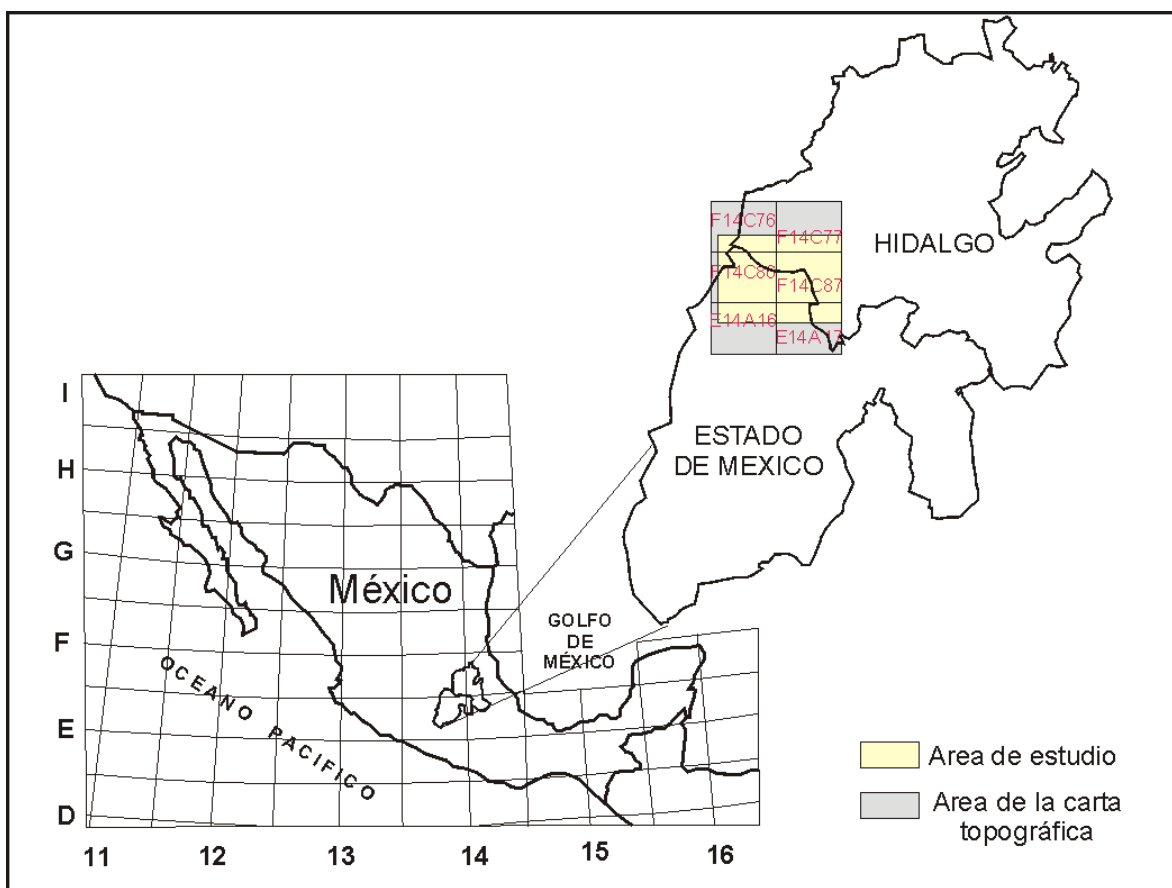 F14C76
F14C77
HIDALGO
F14C86
F14C87
E14A16
E14A17
ESTADO
DE MEXICO
I
H
G
F
E
D
México
GOLFO
DE
MÉXICO
OCEANO PACIFICO
11 12 13 14 15 16
Area de estudio
Area de la carta
topográfica